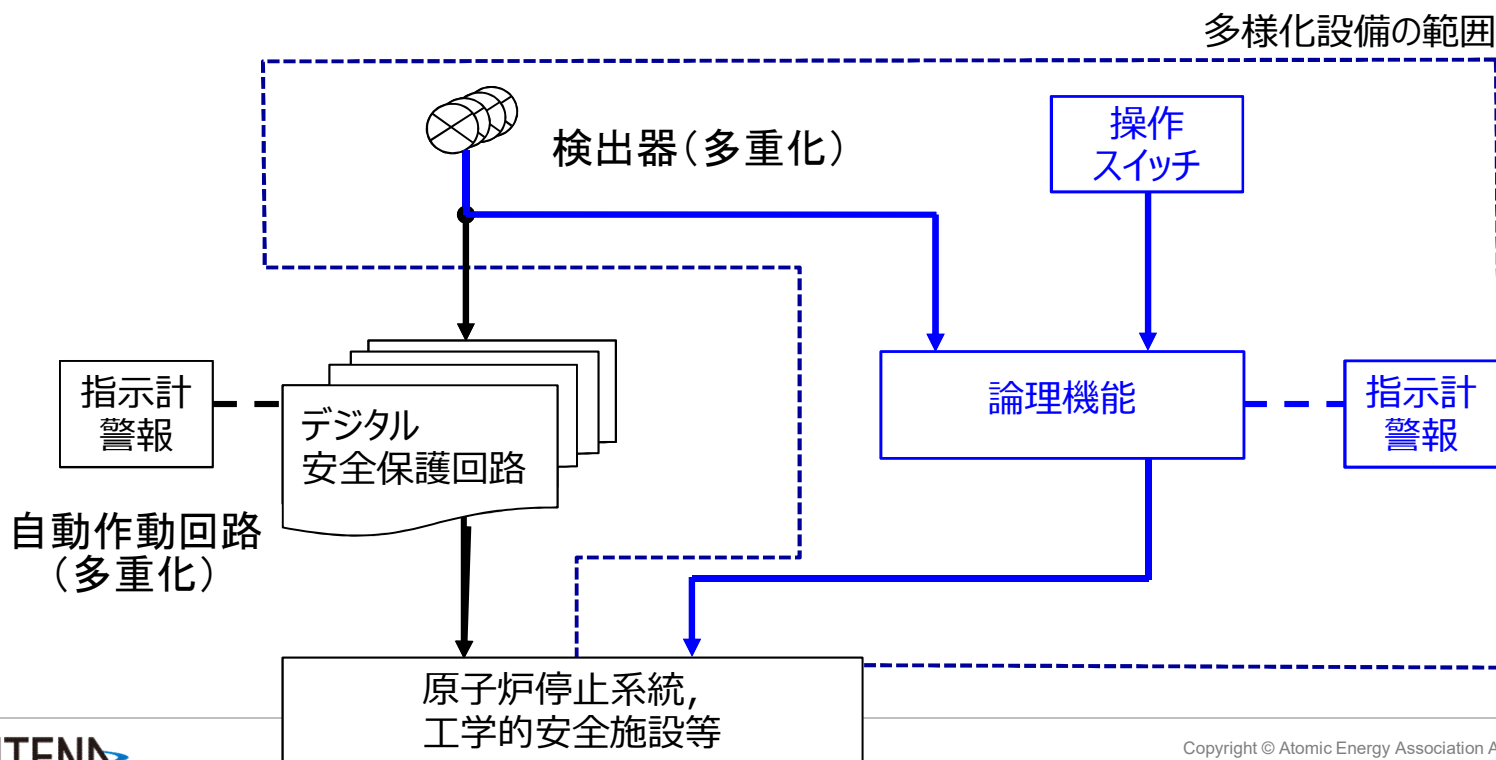 多様化設備の範囲
検出器(多重化)
操作
スイッチ
指示計
警報
デジタル
安全保護回路
論理機能
指示計
警報
自動作動回路
(多重化)
原子炉停止系統,
工学的安全施設等
Copyright © Atomic Energy Association A